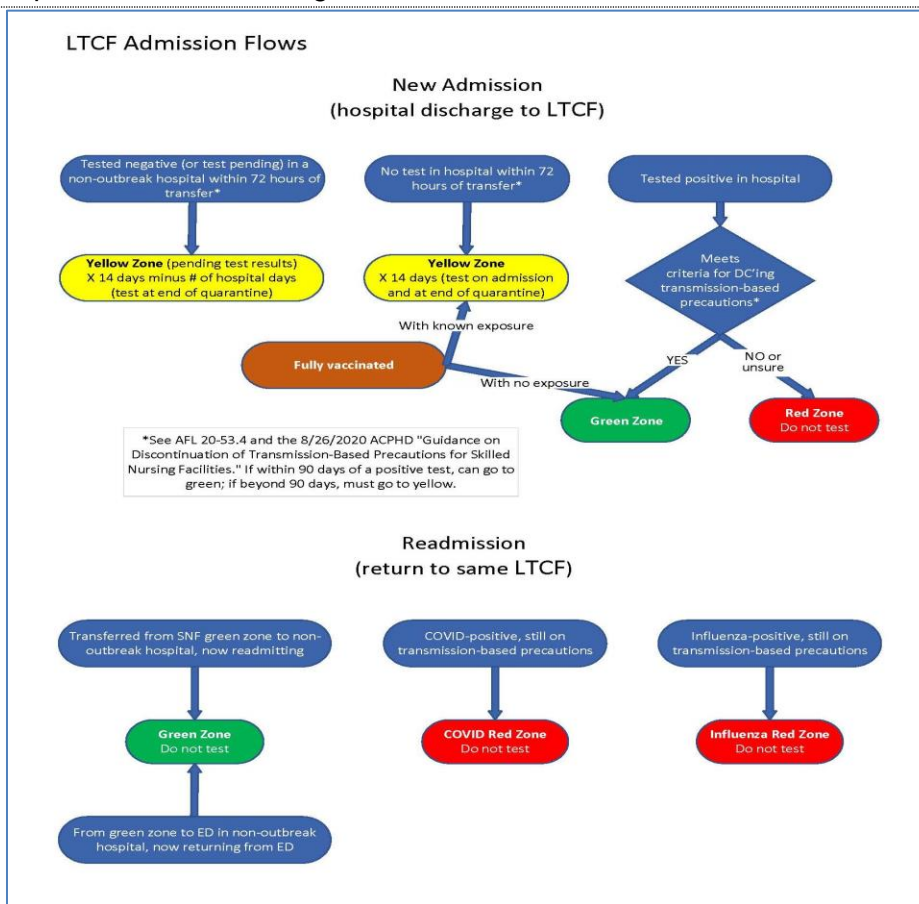 LTCF Admission Flows
New Admission
(hospital discharge to LTCF)
Tested negative (or test pending) in a
non-outbreak hospital within 72 hours of
transfer*
No test in hospital within 72
hours of transfer*
Tested positive in hospital
Yellow Zone (pending test results)
X 14 days minus # of hospital days
(test at end of quarantine)
Yellow Zone
X 14 days (test on admission
and at end of quarantine)
Meets
criteria for DC'ing
transmission-based
precautions*
With known exposure
Fully vaccinated
With no exposure
YES
NO or
unsure
Green Zone
Red Zone
Do not test
*See AFL 20-53.4 and the 8/26/2020 ACPHD "Guidance on
Discontinuation of Transmission-Based Precautions for Skilled
Nursing Facilities." If within 90 days of a positive test, can go to
green; if beyond 90 days, must go to yellow.
Readmission
(return to same LTCF)
Transferred from SNF green zone to non-
outbreak hospital, now readmitting
COVID-positive, still on
transmission-based precautions
Influenza-positive, still on
transmission-based precautions
Green Zone
Do not test
COVID Red Zone
Do not test
Influenza Red Zone
Do not test
From green zone to ED in non-outbreak
hospital, now returning from ED